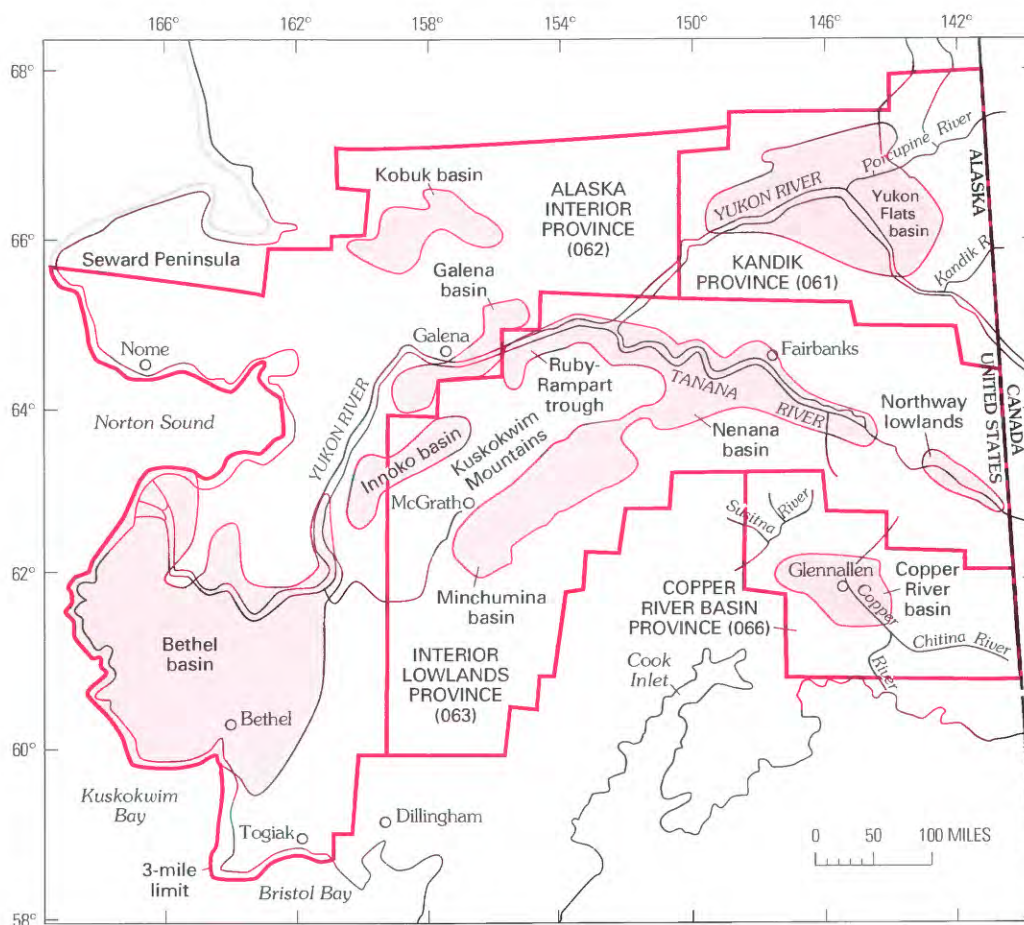 166°
162°
158°
154°
150°
146°
142°
68°
66°
64°
62°
60°
58°
Kobuk basin
ALASKA
INTERIOR
PROVINCE
(062)
YUKON RIVER
Porcupine River
Yukon
Flats
basin
ALASKA
Kandik R
KANDIK
PROVINCE (061)
Seward Peninsula
Galena
basin
Galena
Nome
Norton Sound
YUKON RIVER
Ruby-
Rampart
trough
TANANA
RIVER
Fairbanks
UNITED STATES
CANADA
Northway
lowlands
Nenana
basin
Innoko basin
Kuskokwim
Mountains
McGrath
Minchumina
basin
Susitna River
Glennallen
Copper
River
basin
Copper
River
Chitina River
COPPER
RIVER BASIN
PROVINCE (066)
Cook
Inlet
Bethel
basin
Bethel
INTERIOR
LOWLANDS
PROVINCE
(063)
Kuskokwim
Bay
Togiak
Dillingham
3-mile
limit
Bristol Bay
0 50 100 MILES